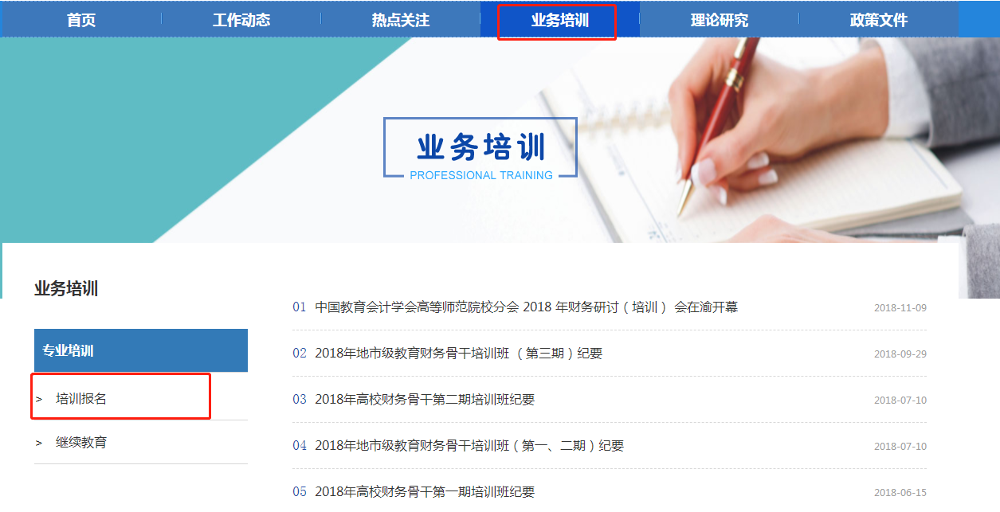 首页 工作动态 热点关注 业务培训 理论研究 政策文件
业务培训
PROFESSIONAL TRAINING
业务培训
专业培训
> 培训报名
> 继续教育
01 中国教育会计学会高等师范院校分会 2018 年财务研讨（培训） 会在渝开幕 2018-11-09
02 2018年地市级教育财务骨干培训班 （第三期）纪要 2018-09-29
03 2018年高校财务骨干第二期培训班纪要 2018-07-10
04 2018年地市级教育财务骨干培训班（第一、二期）纪要 2018-07-10
05 2018年高校财务骨干第一期培训班纪要 2018-06-15